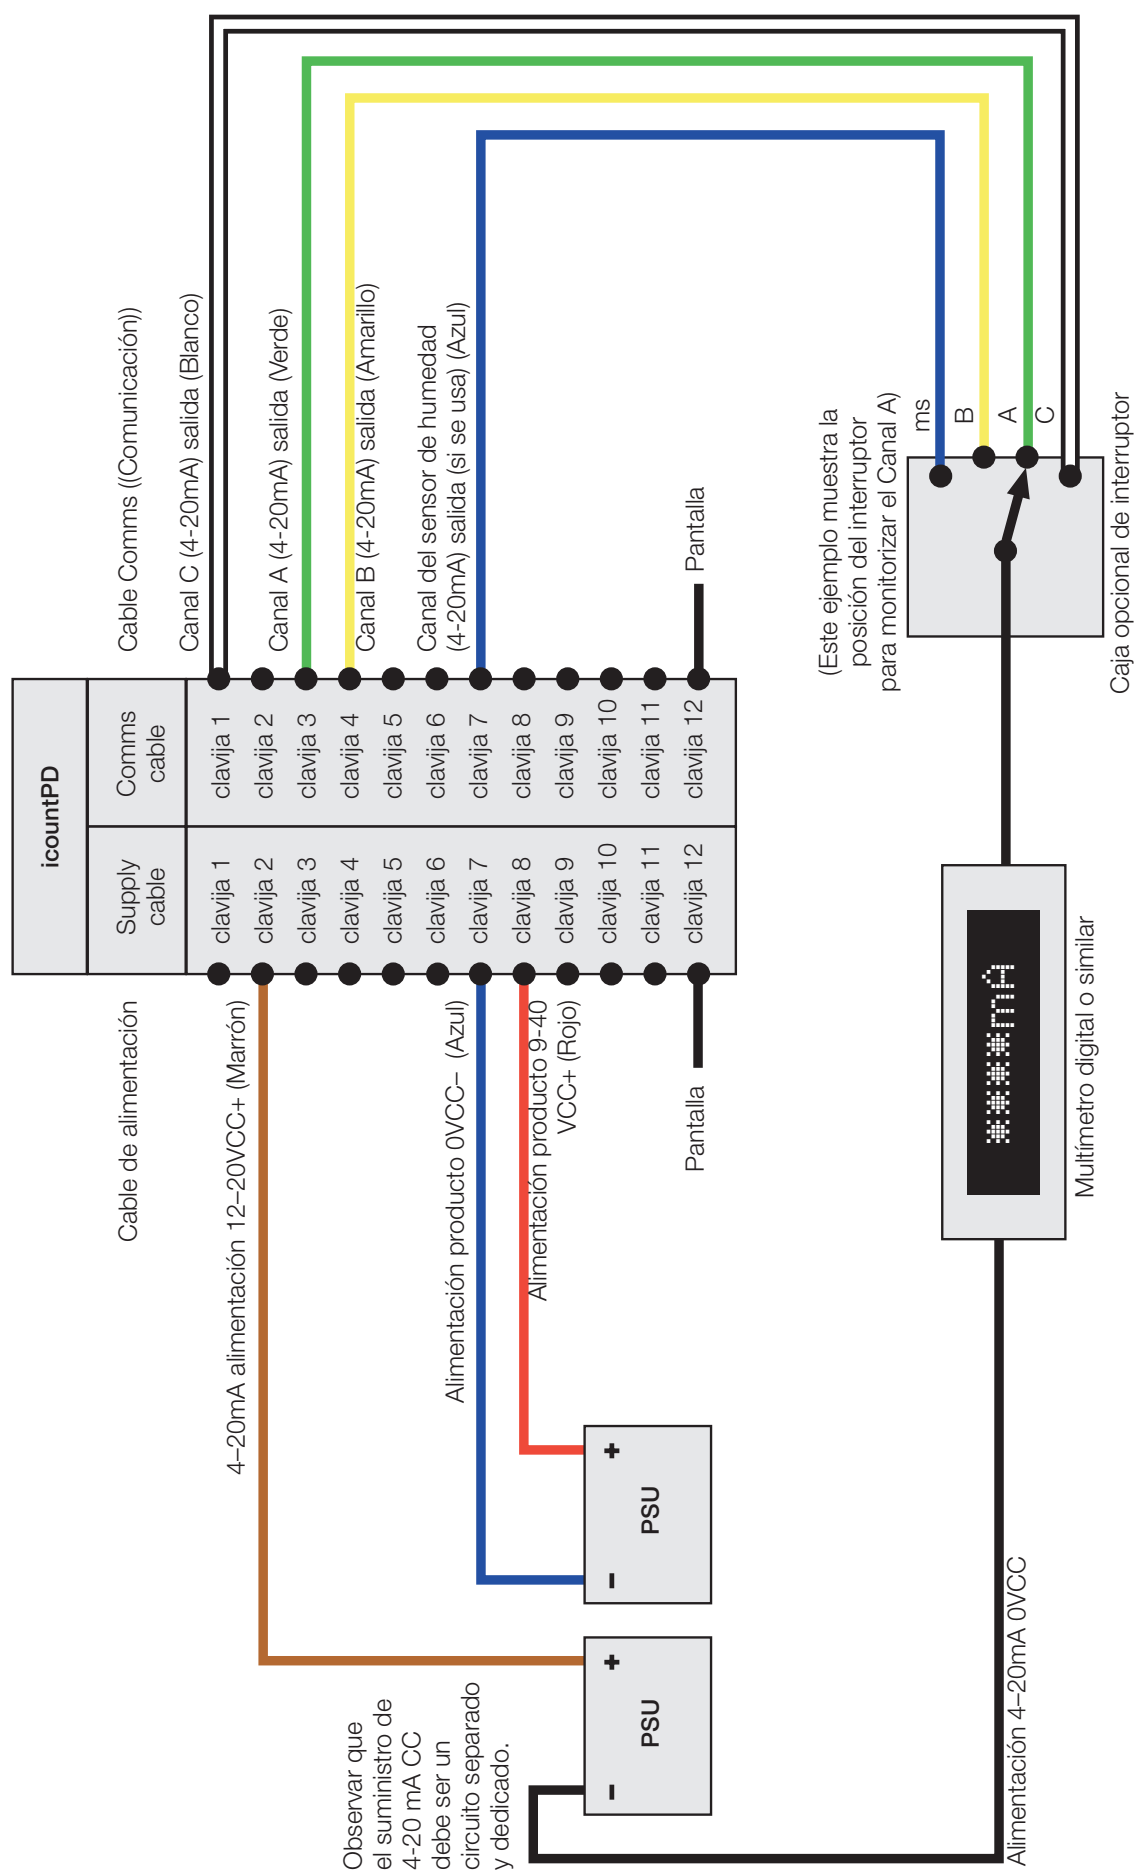 icountPD
Supply
cable
Comms
cable
clavija 1
clavija 2
clavija 3
clavija 4
clavija 5
clavija 6
clavija 7
clavija 8
clavija 9
clavija 10
clavija 11
clavija 12
clavija 1
clavija 2
clavija 3
clavija 4
clavija 5
clavija 6
clavija 7
clavija 8
clavija 9
clavija 10
clavija 11
clavija 12
Cable de alimentación
4–20mA alimentación 12–20VCC+ (Marrón)
Alimentación producto 0VCC– (Azul)
Alimentación producto 9-40
VCC+ (Rojo)
Pantalla
Cable Comms ((Comunicación))
Canal C (4-20mA) salida (Blanco)
Canal A (4-20mA) salida (Verde)
Canal B (4-20mA) salida (Amarillo)
Canal del sensor de humedad
(4-20mA) salida (si se usa) (Azul)
Pantalla
Observar que
el suministro de
4-20 mA CC
debe ser un
circuito separado
y dedicado.
– PSU +
– PSU +
(Este ejemplo muestra la
posición del interruptor
para monitorizar el Canal A)
ms
B
A
C
Caja opcional de interruptor
****mA
Multímetro digital o similar
Alimentación 4–20mA 0VCC